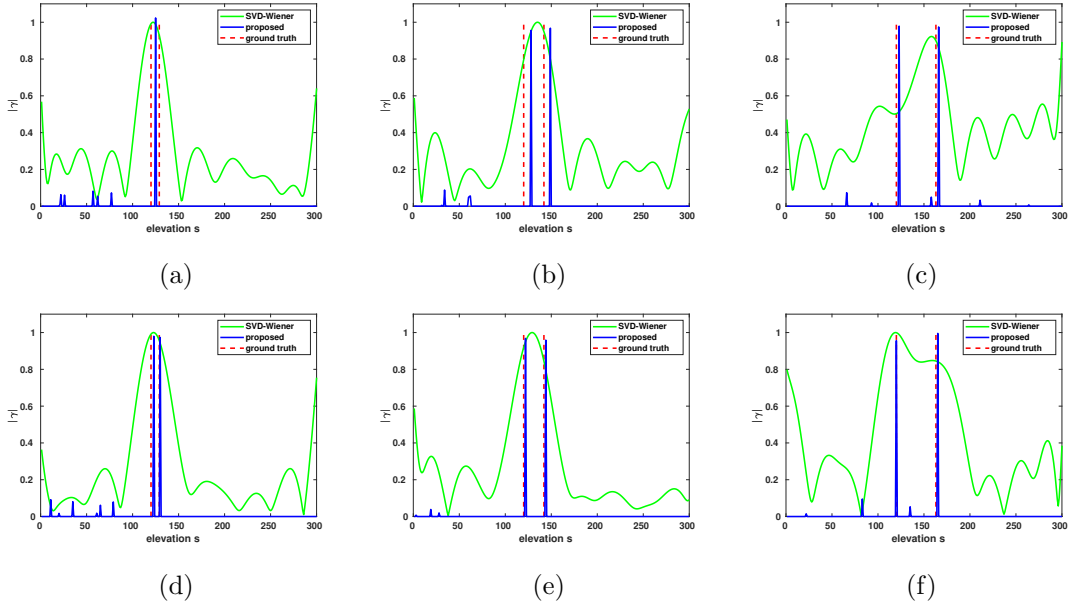 1
0.8
0.6
0.4
0.2
0
|γ|
0 50 100 150 200 250 300
elevation s
SVD-Wiener
proposed
ground truth
(a)
1
0.8
0.6
0.4
0.2
0
|γ|
0 50 100 150 200 250 300
elevation s
SVD-Wiener
proposed
ground truth
(b)
1
0.8
0.6
0.4
0.2
0
|γ|
0 50 100 150 200 250 300
elevation s
SVD-Wiener
proposed
ground truth
(c)
1
0.8
0.6
0.4
0.2
0
|γ|
0 50 100 150 200 250 300
elevation s
SVD-Wiener
proposed
ground truth
(d)
1
0.8
0.6
0.4
0.2
0
|γ|
0 50 100 150 200 250 300
elevation s
SVD-Wiener
proposed
ground truth
(e)
1
0.8
0.6
0.4
0.2
0
|γ|
0 50 100 150 200 250 300
elevation s
SVD-Wiener
proposed
ground truth
(f)